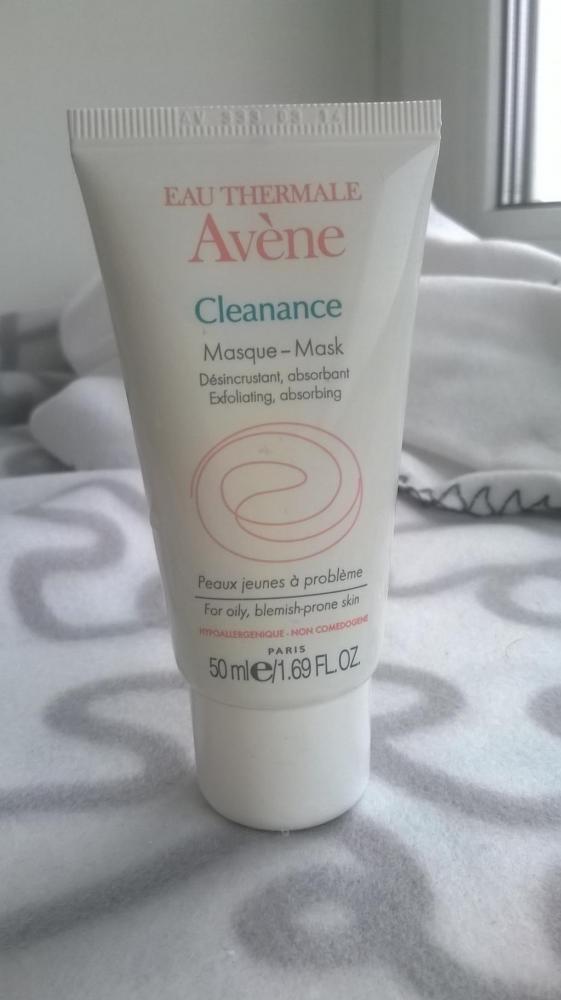 EAU THERMALE
Avène
Cleanance
Masque – Mask
Désincrustant, absorbant
Exfoliating, absorbing
Peaux jeunes à problème
For oily, blemish-prone skin
HYPOALLERGENIQUE - NON COMEDOGENE
PARIS
50 ml e/1.69 FL.OZ.